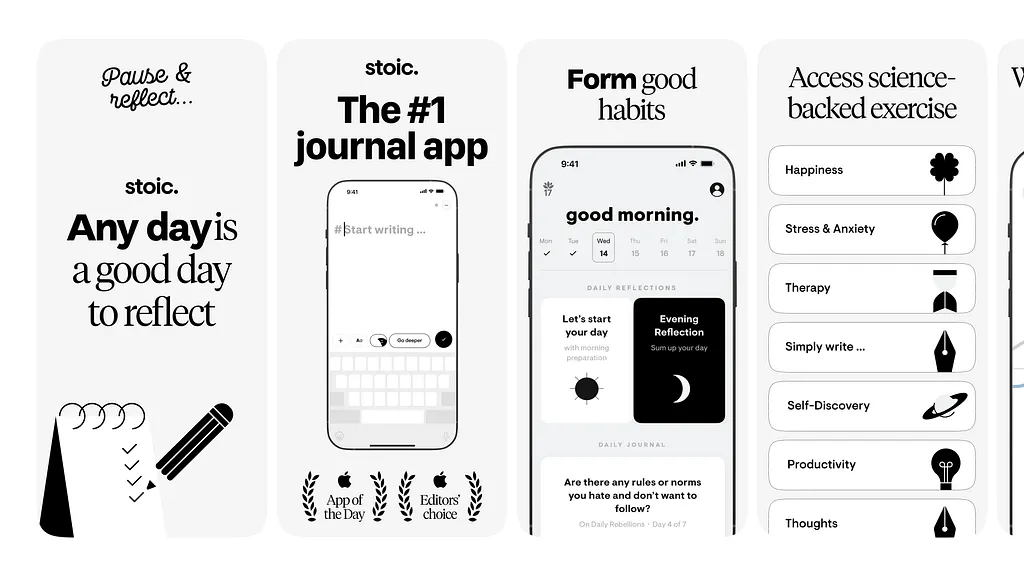 Pause &
reflect...
stoic.
Any day is
a good day
to reflect
stoic.
The #1
journal app
9:41
# Start writing ...
+ Aa Go deeper
App of
the Day
Editors'
choice
Form good
habits
9:41
17
good morning.
Mon Tue Wed Thu Fri Sat Sun
14 15 16 17 18
DAILY REFLECTIONS
Let's start
your day
with morning
preparation
Evening
Reflection
Sum up your day
DAILY JOURNAL
Are there any rules or norms
you hate and don't want to
follow?
On Daily Rebellions · Day 4 of 7
Access science-
backed exercise
Happiness
Stress & Anxiety
Therapy
Simply write ...
Self-Discovery
Productivity
Thoughts
W